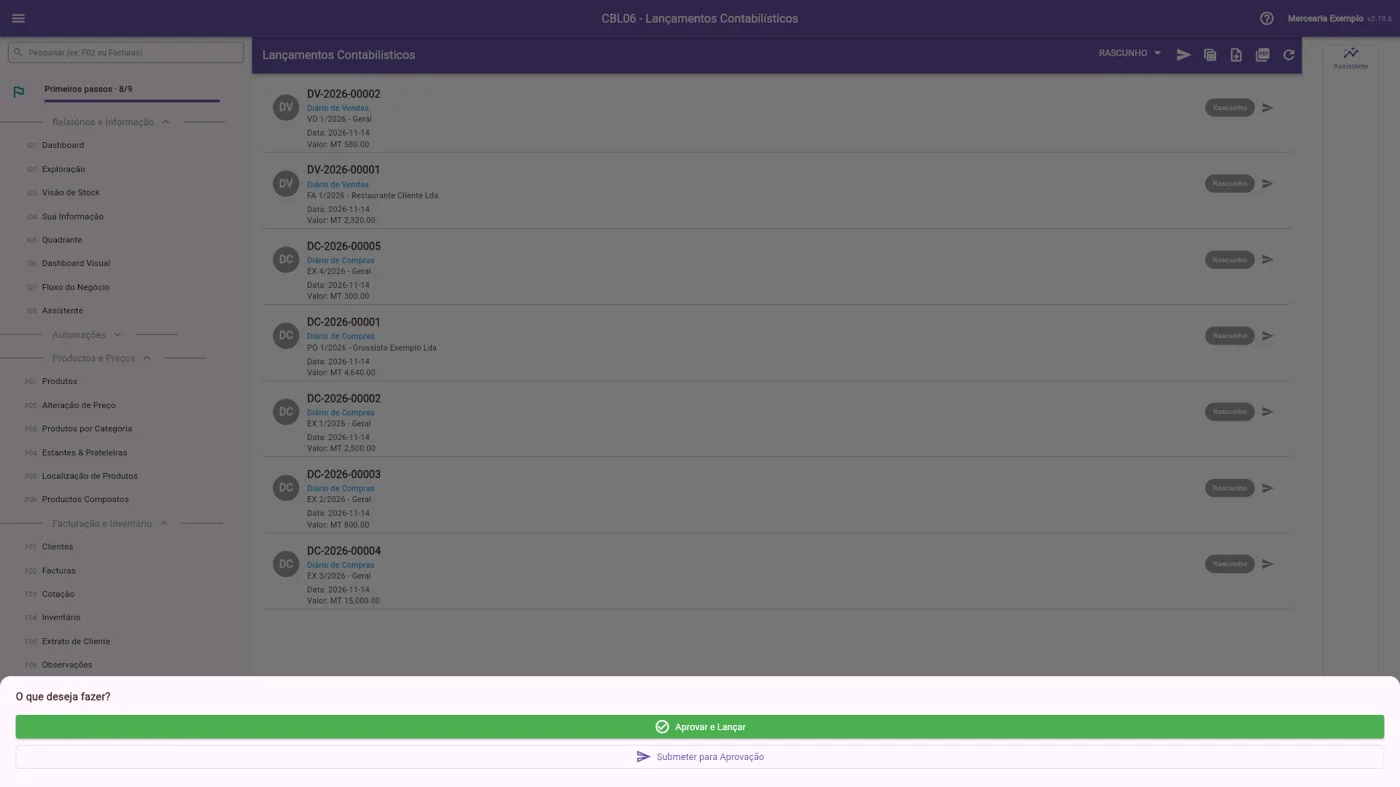 CBL06 - Lançamentos Contabilísticos
Mercearia Exemplo v2.19.6
Pesquisar (ex: F02 ou Facturas)
Primeiros passos · 8/9
Relatórios e Informação
I01 Dashboard
I02 Exploração
I03 Visão de Stock
I04 Sua Informação
I05 Quadrante
I06 Dashboard Visual
I07 Fluxo do Negócio
I08 Assistente
Automações
Productos e Preços
P01 Produtos
P02 Alteração de Preço
P03 Produtos por Categoria
P04 Estantes & Prateleiras
P05 Localização de Produtos
P06 Productos Compostos
Facturação e Inventário
F01 Clientes
F02 Facturas
F03 Cotação
F04 Inventário
F05 Extrato de Cliente
F06 Observações
Lançamentos Contabilísticos
RASCUNHO
PDF
Assistente
DV
DV-2026-00002
Diário de Vendas
VD 1/2026 - Geral
Data: 2026-11-14
Valor: MT 580.00
Rascunho
DV
DV-2026-00001
Diário de Vendas
FA 1/2026 - Restaurante Cliente Lda
Data: 2026-11-14
Valor: MT 2,320.00
Rascunho
DC
DC-2026-00005
Diário de Compras
EX 4/2026 - Geral
Data: 2026-11-14
Valor: MT 300.00
Rascunho
DC
DC-2026-00001
Diário de Compras
PO 1/2026 - Grossista Exemplo Lda
Data: 2026-11-14
Valor: MT 4,640.00
Rascunho
DC
DC-2026-00002
Diário de Compras
EX 1/2026 - Geral
Data: 2026-11-14
Valor: MT 2,500.00
Rascunho
DC
DC-2026-00003
Diário de Compras
EX 2/2026 - Geral
Data: 2026-11-14
Valor: MT 800.00
Rascunho
DC
DC-2026-00004
Diário de Compras
EX 3/2026 - Geral
Data: 2026-11-14
Valor: MT 15,000.00
Rascunho
O que deseja fazer?
Aprovar e Lançar
Submeter para Aprovação